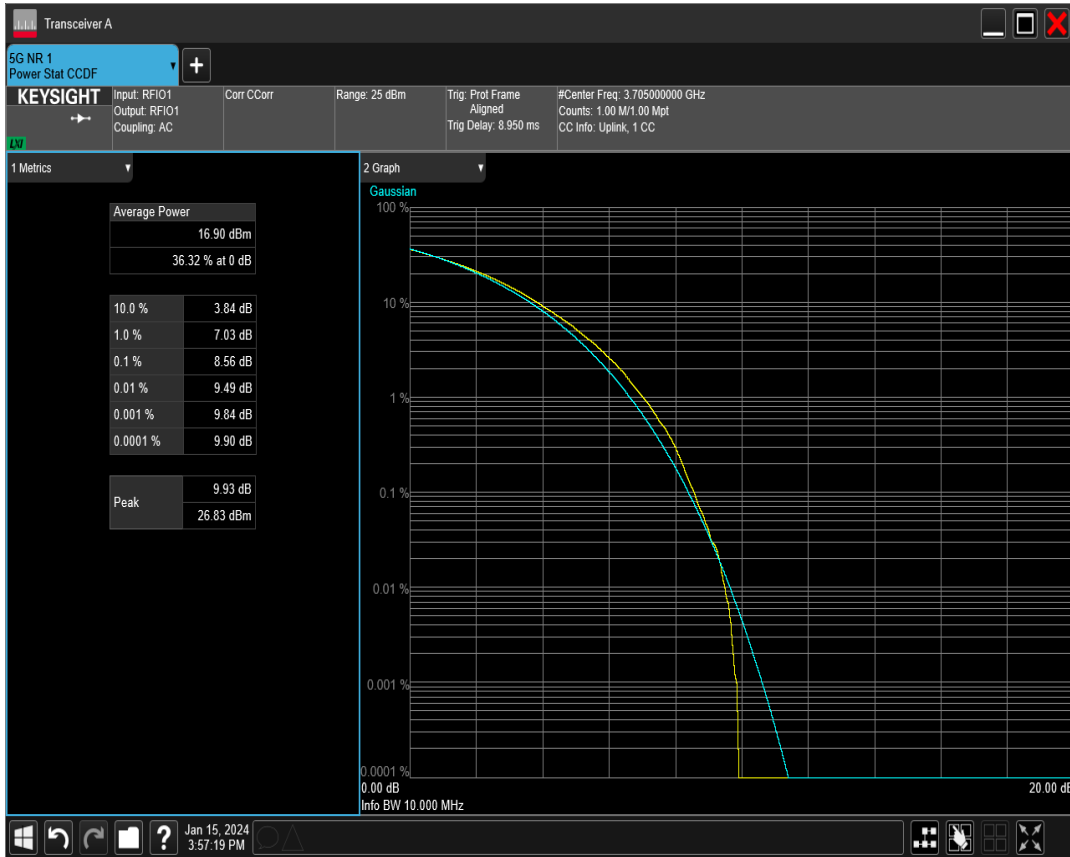 Transceiver A
5G NR 1
Power Stat CCDF
+
KEYSIGHT
LXI
Input: RFIO1
Output: RFIO1
Coupling: AC
Corr CCorr
Range: 25 dBm
Trig: Prot Frame
Aligned
Trig Delay: 8.950 ms
#Center Freq: 3.705000000 GHz
Counts: 1.00 M/1.00 Mpt
CC Info: Uplink, 1 CC
1 Metrics
Average Power
16.90 dBm
36.32 % at 0 dB
10.0 % 3.84 dB
1.0 % 7.03 dB
0.1 % 8.56 dB
0.01 % 9.49 dB
0.001 % 9.84 dB
0.0001 % 9.90 dB
Peak
9.93 dB
26.83 dBm
2 Graph
Gaussian
100 %
10 %
1 %
0.1 %
0.01 %
0.001 %
0.0001 %
0.00 dB 20.00 dB
Info BW 10.000 MHz
?
Jan 15, 2024
3:57:19 PM